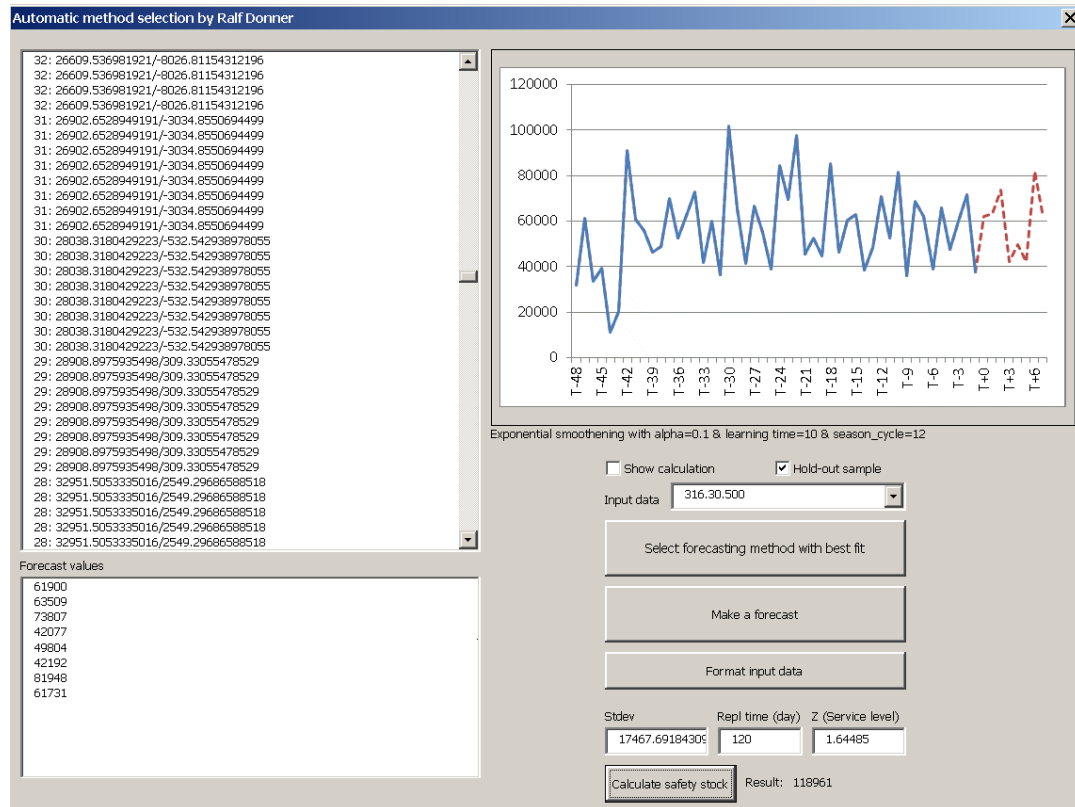 Automatic method selection by Ralf Donner
32: 26609.536981921/-8026.81154312196
32: 26609.536981921/-8026.81154312196
32: 26609.536981921/-8026.81154312196
32: 26609.536981921/-8026.81154312196
31: 26902.6528949191/-3034.8550694499
31: 26902.6528949191/-3034.8550694499
31: 26902.6528949191/-3034.8550694499
31: 26902.6528949191/-3034.8550694499
31: 26902.6528949191/-3034.8550694499
31: 26902.6528949191/-3034.8550694499
31: 26902.6528949191/-3034.8550694499
31: 26902.6528949191/-3034.8550694499
30: 28038.3180429223/-532.542938978055
30: 28038.3180429223/-532.542938978055
30: 28038.3180429223/-532.542938978055
30: 28038.3180429223/-532.542938978055
30: 28038.3180429223/-532.542938978055
30: 28038.3180429223/-532.542938978055
30: 28038.3180429223/-532.542938978055
30: 28038.3180429223/-532.542938978055
29: 28908.8975935498/309.33055478529
29: 28908.8975935498/309.33055478529
29: 28908.8975935498/309.33055478529
29: 28908.8975935498/309.33055478529
29: 28908.8975935498/309.33055478529
29: 28908.8975935498/309.33055478529
29: 28908.8975935498/309.33055478529
29: 28908.8975935498/309.33055478529
28: 32951.5053335016/2549.29686588518
28: 32951.5053335016/2549.29686588518
28: 32951.5053335016/2549.29686588518
28: 32951.5053335016/2549.29686588518
28: 32951.5053335016/2549.29686588518
Forecast values
61900
63509
73807
42077
49804
42192
81948
61731
120000
100000
80000
60000
40000
20000
0
T-48
T-45
T-42
T-39
T-36
T-33
T-30
T-27
T-24
T-21
T-18
T-15
T-12
T-9
T-6
T-3
T+0
T+3
T+6
Exponential smoothening with alpha=0.1 & learning time=10 & season_cycle=12
Show calculation
Hold-out sample
Input data
316.30.500
Select forecasting method with best fit
Make a forecast
Format input data
Stdev Repl time (day) Z (Service level)
17467.69184309 120 1.64485
Calculate safety stock Result: 118961